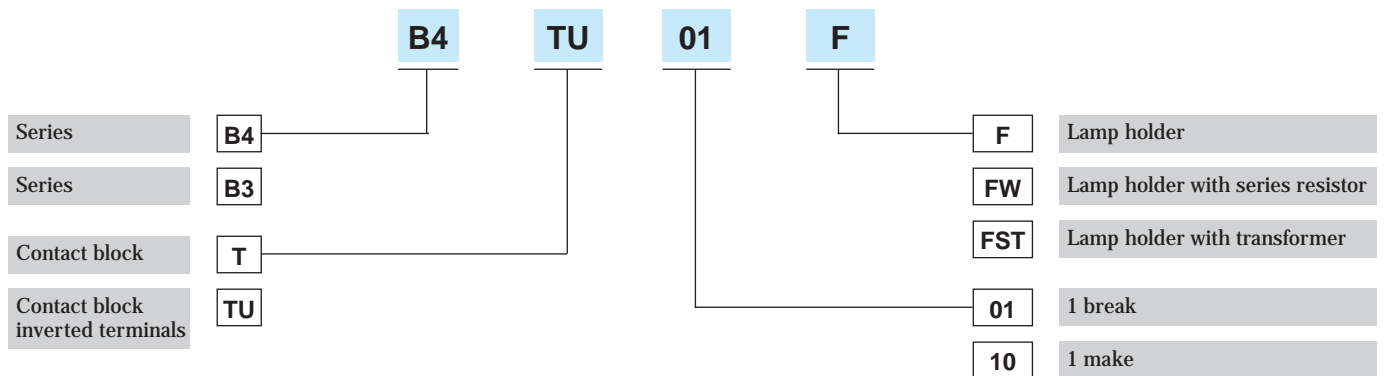 B4 TU 01 F
Series B4
Series B3
Contact block T
Contact block
inverted terminals TU
F Lamp holder
FW Lamp holder with series resistor
FST Lamp holder with transformer
01 1 break
10 1 make